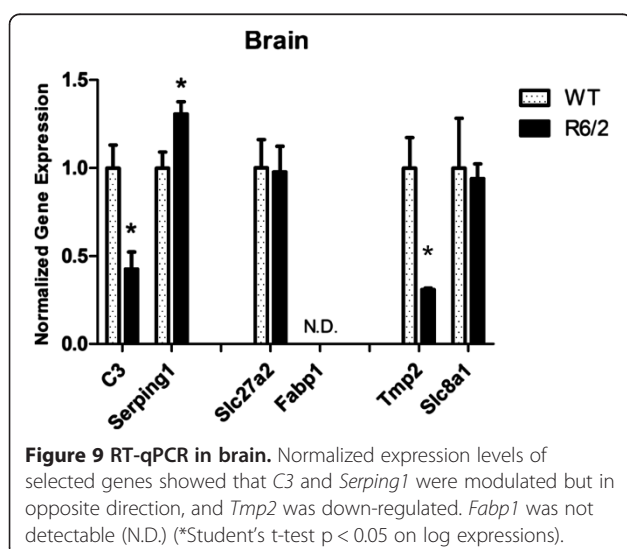 Brain
WT
R6/2
Normalized Gene Expression
1.5
1.0
0.5
0.0
*
*
N.D.
*
C3
Serping1
Slc27a2
Fabp1
Tmp2
Slc8a1
Figure 9 RT-qPCR in brain. Normalized expression levels of
selected genes showed that C3 and Serping1 were modulated but in
opposite direction, and Tmp2 was down-regulated. Fabp1 was not
detectable (N.D.) (*Student's t-test p < 0.05 on log expressions).